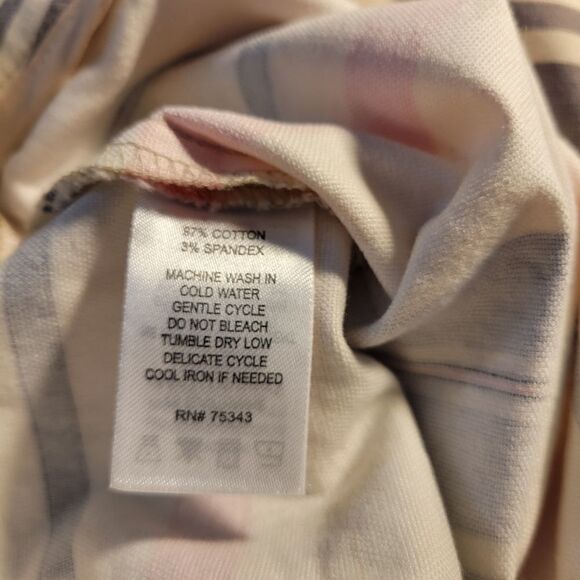 97% COTTON
3% SPANDEX
MACHINE WASH IN
COLD WATER
GENTLE CYCLE
DO NOT BLEACH
TUMBLE DRY LOW
DELICATE CYCLE
COOL IRON IF NEEDED
RN# 75343